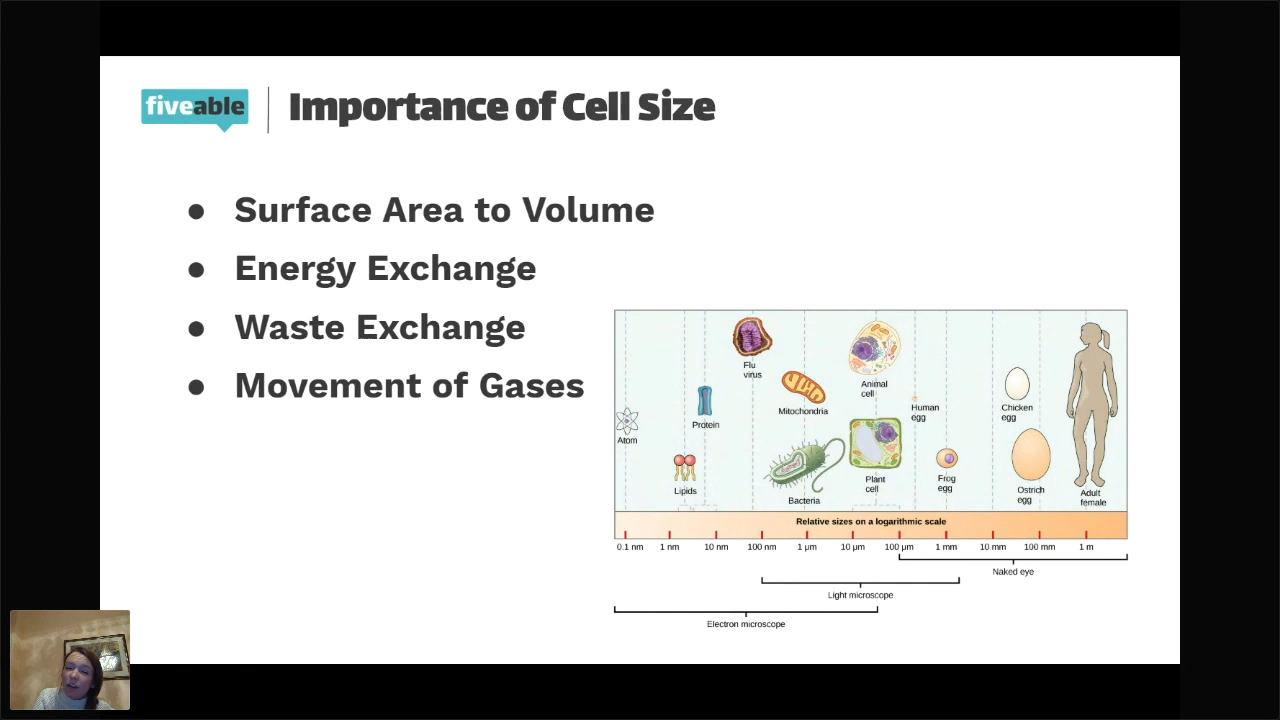 fiveable
Importance of Cell Size
● Surface Area to Volume
● Energy Exchange
● Waste Exchange
● Movement of Gases
Atom
Lipids
Protein
Flu
virus
Mitochondria
Bacteria
Animal
cell
Plant
cell
Human
egg
Frog
egg
Chicken
egg
Ostrich
egg
Adult
female
Relative sizes on a logarithmic scale
0.1 nm 1 nm 10 nm 100 nm 1 µm 10 µm 100 µm 1 mm 10 mm 100 mm 1 m
Naked eye
Light microscope
Electron microscope